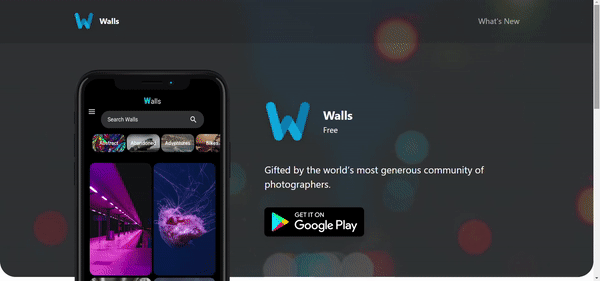 Walls
What's New
Walls
Search Walls
Abstract
Abandoned
Adventures
Bikes
Walls
Free
Gifted by the world's most generous community of
photographers.
GET IT ON
Google Play